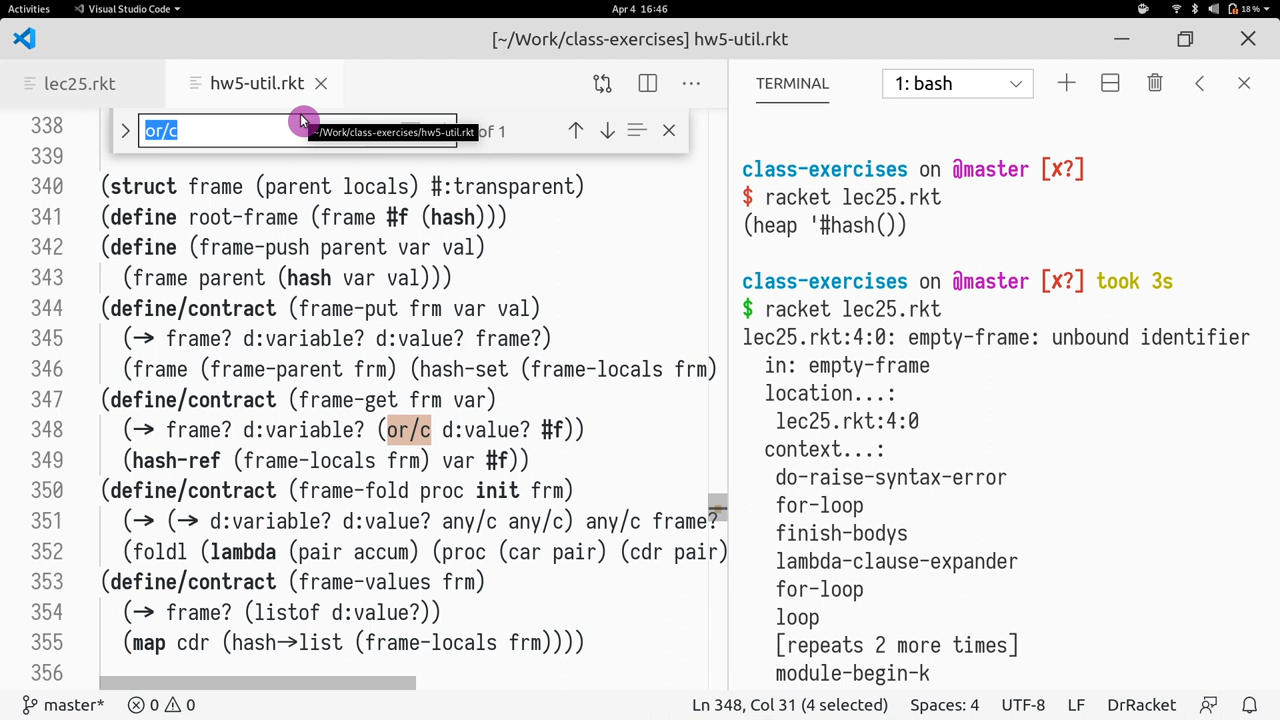 Activities
Visual Studio Code
Apr 4 16:46
18 %
[~/Work/class-exercises] hw5-util.rkt
lec25.rkt
hw5-util.rkt
or/c
~/Work/class-exercises/hw5-util.rkt
of 1
338
339
340 (struct frame (parent locals) #:transparent)
341 (define root-frame (frame #f (hash)))
342 (define (frame-push parent var val)
343 (frame parent (hash var val)))
344 (define/contract (frame-put frm var val)
345 (→ frame? d:variable? d:value? frame?)
346 (frame (frame-parent frm) (hash-set (frame-locals frm)
347 (define/contract (frame-get frm var)
348 (→ frame? d:variable? (or/c d:value? #f))
349 (hash-ref (frame-locals frm) var #f))
350 (define/contract (frame-fold proc init frm)
351 (→ (→ d:variable? d:value? any/c any/c) any/c frame?
352 (foldl (lambda (pair accum) (proc (car pair) (cdr pair)
353 (define/contract (frame-values frm)
354 (→ frame? (listof d:value?))
355 (map cdr (hash→list (frame-locals frm))))
356
TERMINAL
1: bash
class-exercises on @master [✘?]
$ racket lec25.rkt
(heap '#hash())
class-exercises on @master [✘?] took 3s
$ racket lec25.rkt
lec25.rkt:4:0: empty-frame: unbound identifier
in: empty-frame
location...:
lec25.rkt:4:0
context...:
do-raise-syntax-error
for-loop
finish-bodys
lambda-clause-expander
for-loop
loop
[repeats 2 more times]
module-begin-k
master*
0
0
Ln 348, Col 31 (4 selected)
Spaces: 4
UTF-8
LF
DrRacket